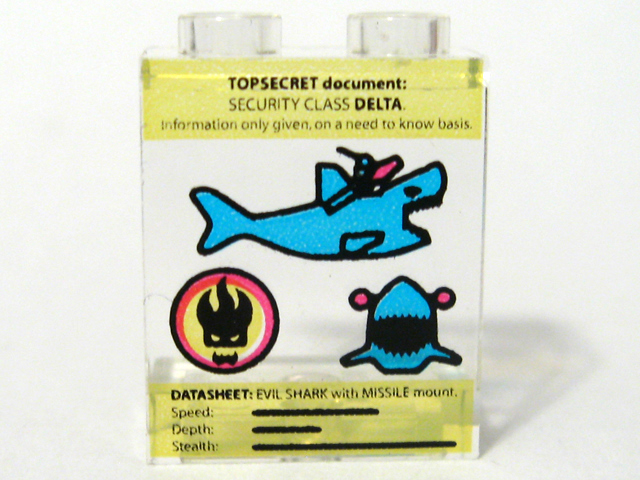 TOPSECRET document:
SECURITY CLASS DELTA.
Information only given, on a need to know basis.
DATASHEET: EVIL SHARK with MISSILE mount.
Speed:
Depth:
Stealth: